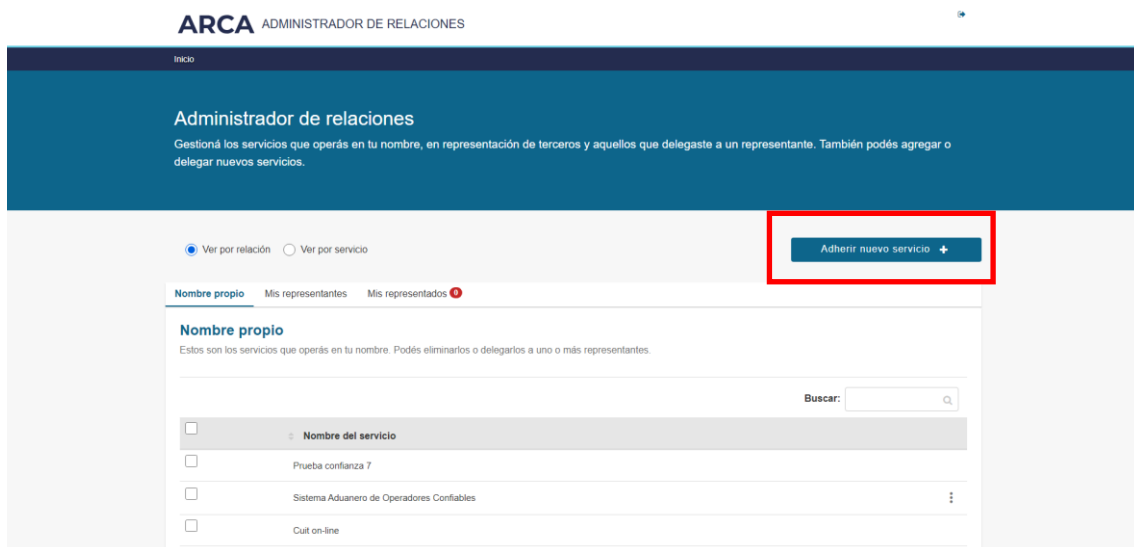 ARCA ADMINISTRADOR DE RELACIONES
Inicio
Administrador de relaciones
Gestioná los servicios que operás en tu nombre, en representación de terceros y aquellos que delegaste a un representante. También podés agregar o
delegar nuevos servicios.
Ver por relación Ver por servicio
Adherir nuevo servicio +
Nombre propio Mis representantes Mis representados 0
Nombre propio
Estos son los servicios que operás en tu nombre. Podés eliminarlos o delegarlos a uno o más representantes.
Buscar:
Nombre del servicio
Prueba confianza 7
Sistema Aduanero de Operadores Confiables
Cuit on-line